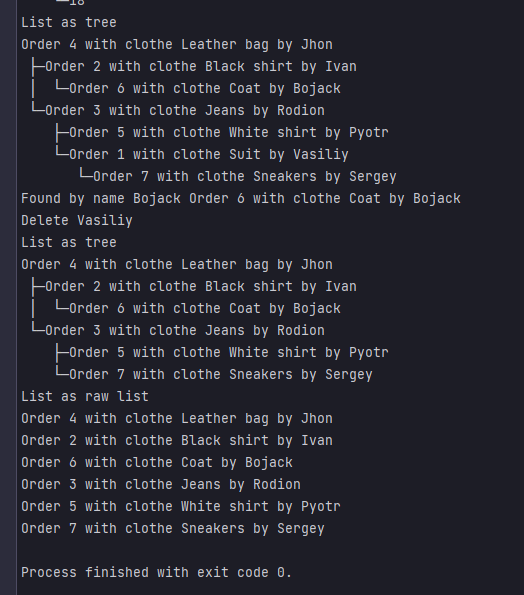 └─18
List as tree
Order 4 with clothe Leather bag by Jhon
├─Order 2 with clothe Black shirt by Ivan
│  └─Order 6 with clothe Coat by Bojack
└─Order 3 with clothe Jeans by Rodion
   ├─Order 5 with clothe White shirt by Pyotr
   └─Order 1 with clothe Suit by Vasiliy
      └─Order 7 with clothe Sneakers by Sergey
Found by name Bojack Order 6 with clothe Coat by Bojack
Delete Vasiliy
List as tree
Order 4 with clothe Leather bag by Jhon
├─Order 2 with clothe Black shirt by Ivan
│  └─Order 6 with clothe Coat by Bojack
└─Order 3 with clothe Jeans by Rodion
   ├─Order 5 with clothe White shirt by Pyotr
   └─Order 7 with clothe Sneakers by Sergey
List as raw list
Order 4 with clothe Leather bag by Jhon
Order 2 with clothe Black shirt by Ivan
Order 6 with clothe Coat by Bojack
Order 3 with clothe Jeans by Rodion
Order 5 with clothe White shirt by Pyotr
Order 7 with clothe Sneakers by Sergey
Process finished with exit code 0.